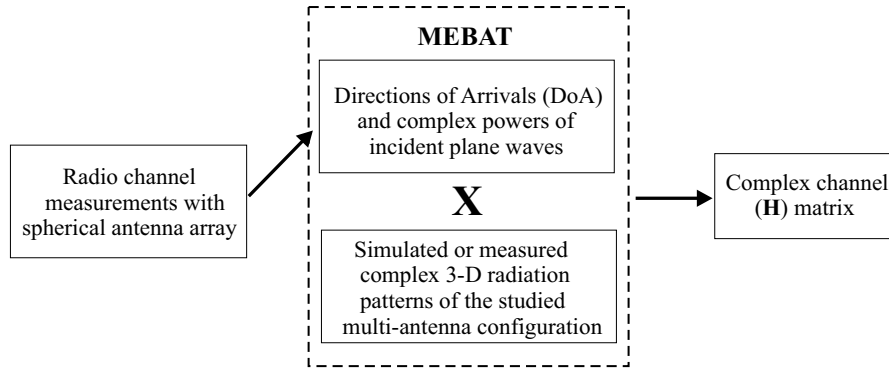 MEBAT
Directions of Arrivals (DoA)
and complex powers of
incident plane waves
Radio channel
measurements with
spherical antenna array
X
Complex channel
(H) matrix
Simulated or measured
complex 3-D radiation
patterns of the studied
multi-antenna configuration